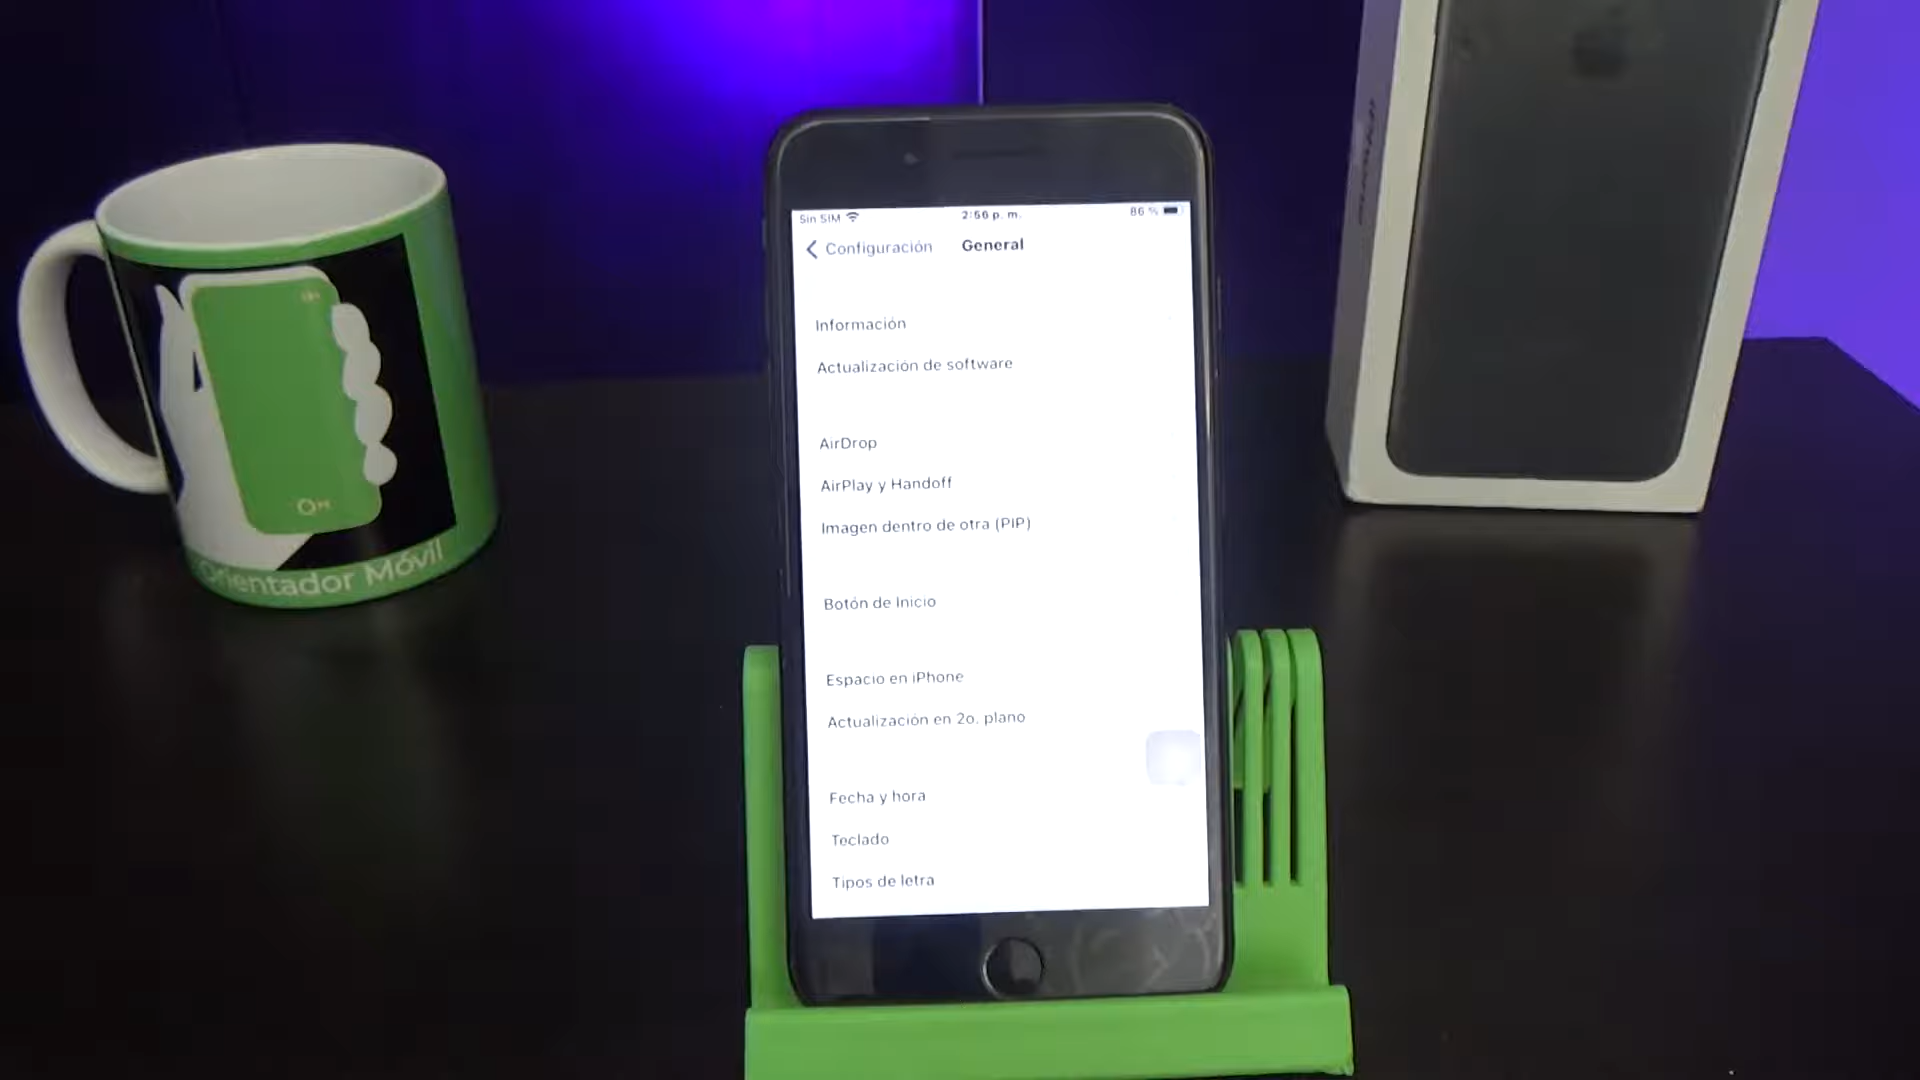 Sin SIM 2:56 p. m. 86 %
Configuración General
Información
Actualización de software
AirDrop
AirPlay y Handoff
Imagen dentro de otra (PIP)
Botón de Inicio
Espacio en iPhone
Actualización en 2o. plano
Fecha y hora
Teclado
Tipos de letra
Orientador Móvil